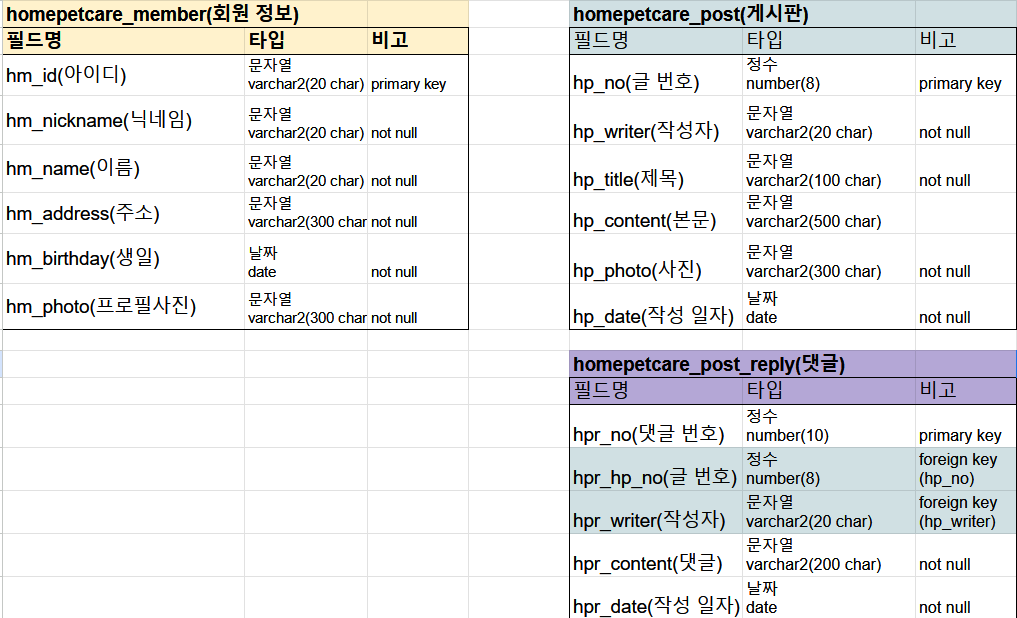 homepetcare_member(회원 정보)
필드명 타입 비고
hm_id(아이디) 문자열
varchar2(20 char) primary key
hm_nickname(닉네임) 문자열
varchar2(20 char) not null
hm_name(이름) 문자열
varchar2(20 char) not null
hm_address(주소) 문자열
varchar2(300 char not null
hm_birthday(생일) 날짜
date not null
hm_photo(프로필사진) 문자열
varchar2(300 char not null
homepetcare_post(게시판)
필드명 타입 비고
hp_no(글 번호) 정수
number(8) primary key
hp_writer(작성자) 문자열
varchar2(20 char) not null
hp_title(제목) 문자열
varchar2(100 char) not null
hp_content(본문) 문자열
varchar2(500 char)
hp_photo(사진) 문자열
varchar2(300 char) not null
hp_date(작성 일자) 날짜
date not null
homepetcare_post_reply(댓글)
필드명 타입 비고
hpr_no(댓글 번호) 정수
number(10) primary key
hpr_hp_no(글 번호) 정수
number(8) foreign key
(hp_no)
hpr_writer(작성자) 문자열
varchar2(20 char) foreign key
(hp_writer)
hpr_content(댓글) 문자열
varchar2(200 char) not null
hpr_date(작성 일자) 날짜
date not null